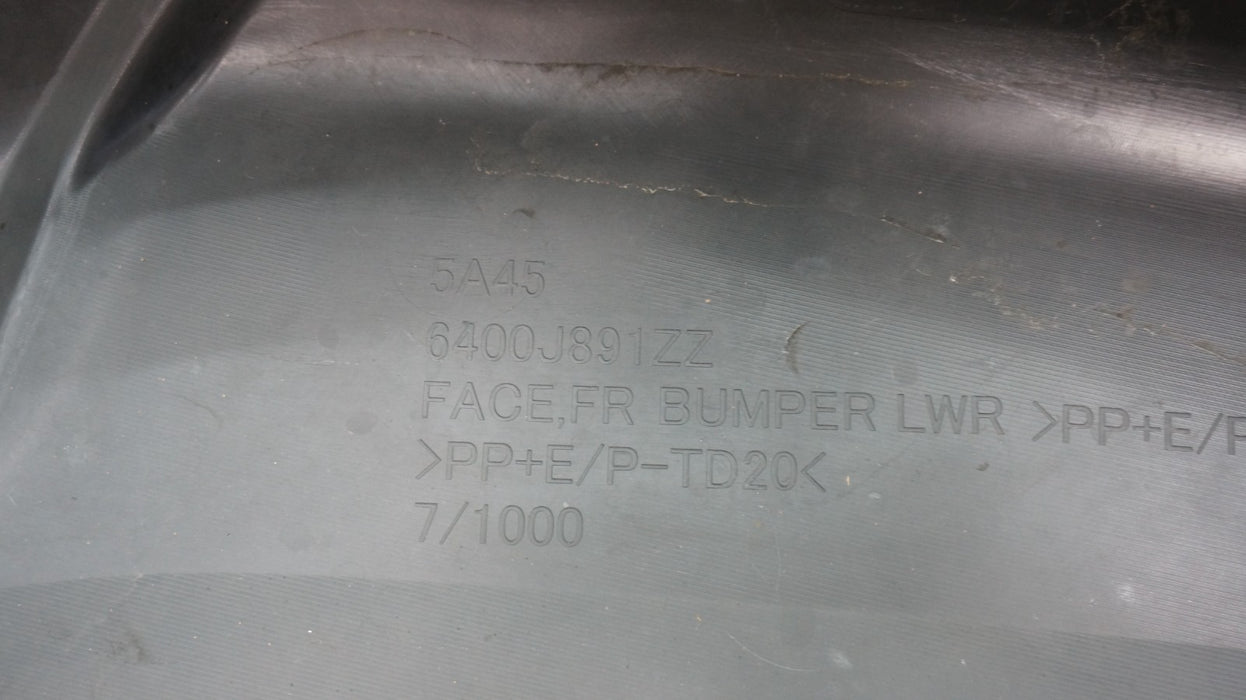 5A45
6400J891ZZ
FACE,FR BUMPER LWR >PP+E/P
>PP+E/P-TD20<
7/1000